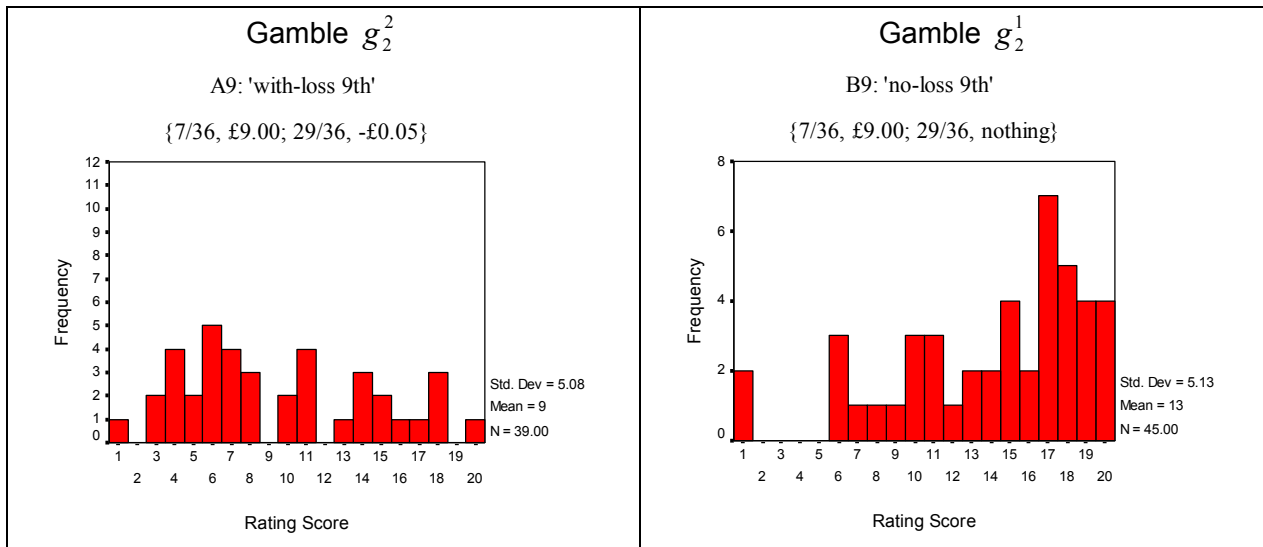 Gamble g₂²
A9: 'with-loss 9th'
{7/36, £9.00; 29/36, -£0.05}
12
11
10
9
8
7
6
5
4
3
2
1
0
Frequency
Std. Dev = 5.08
Mean = 9
N = 39.00
1 3 5 7 9 11 13 15 17 19
2 4 6 8 10 12 14 16 18 20
Rating Score
Gamble g₂¹
B9: 'no-loss 9th'
{7/36, £9.00; 29/36, nothing}
8
6
4
2
0
Frequency
Std. Dev = 5.13
Mean = 13
N = 45.00
1 3 5 7 9 11 13 15 17 19
2 4 6 8 10 12 14 16 18 20
Rating Score